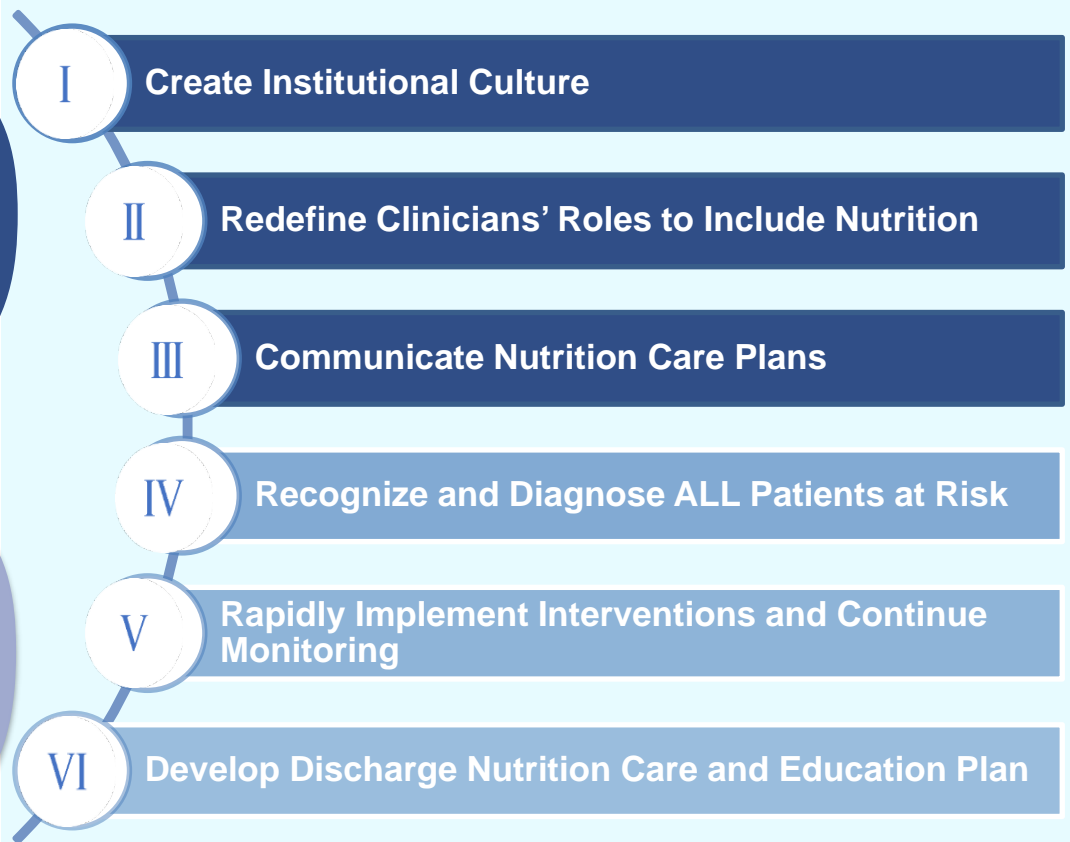 Ⅰ
Create Institutional Culture
Ⅱ
Redefine Clinicians’ Roles to Include Nutrition
Ⅲ
Communicate Nutrition Care Plans
Ⅳ
Recognize and Diagnose ALL Patients at Risk
Ⅴ
Rapidly Implement Interventions and Continue
Monitoring
Ⅵ
Develop Discharge Nutrition Care and Education Plan